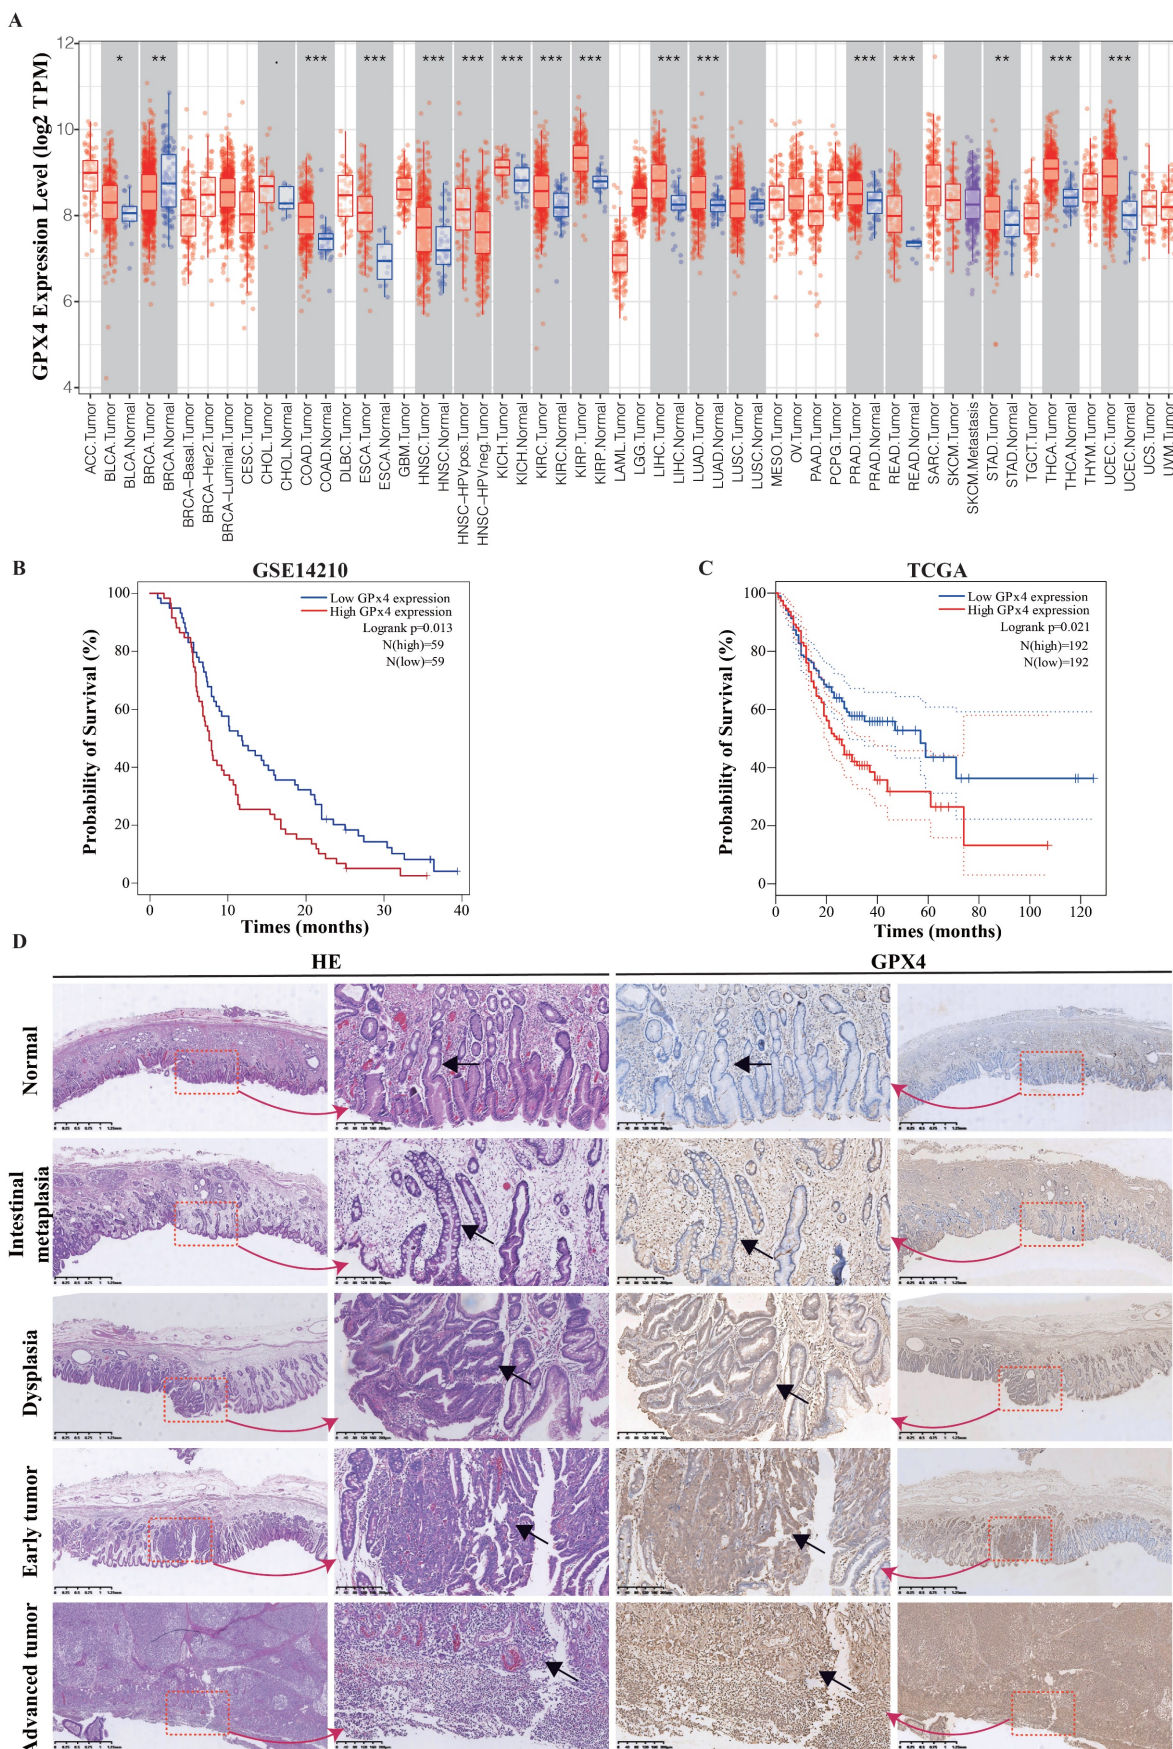 A
GPX4 Expression Level (log2 TPM)
12
10
8
6
4
* ** . *** *** *** *** *** *** *** *** *** *** *** ** *** ***
ACC.Tumor
BLCA.Tumor
BLCA.Normal
BRCA.Tumor
BRCA.Normal
BRCA-Basal.Tumor
BRCA-Her2.Tumor
BRCA-Luminal.Tumor
CESC.Tumor
CHOL.Tumor
CHOL.Normal
COAD.Tumor
COAD.Normal
DLBC.Tumor
ESCA.Tumor
ESCA.Normal
GBM.Tumor
HNSC.Tumor
HNSC.Normal
HNSC-HPVpos.Tumor
HNSC-HPVneg.Tumor
KICH.Tumor
KICH.Normal
KIRC.Tumor
KIRC.Normal
KIRP.Tumor
KIRP.Normal
LAML.Tumor
LGG.Tumor
LIHC.Tumor
LIHC.Normal
LUAD.Tumor
LUAD.Normal
LUSC.Tumor
LUSC.Normal
MESO.Tumor
OV.Tumor
PAAD.Tumor
PCPG.Tumor
PRAD.Tumor
PRAD.Normal
READ.Tumor
READ.Normal
SARC.Tumor
SKCM.Tumor
SKCM.Metastasis
STAD.Tumor
STAD.Normal
TGCT.Tumor
THCA.Tumor
THCA.Normal
THYM.Tumor
UCEC.Tumor
UCEC.Normal
UCS.Tumor
UVM.Tumor
B
GSE14210
Probability of Survival (%)
100
80
60
40
20
0
Low GPx4 expression
High GPx4 expression
Logrank p=0.013
N(high)=59
N(low)=59
0 10 20 30 40
Times (months)
C
TCGA
Probability of Survival (%)
100
80
60
40
20
0
Low GPx4 expression
High GPx4 expression
Logrank p=0.021
N(high)=192
N(low)=192
0 20 40 60 80 100 120
Times (months)
D
HE
GPX4
Normal
Intestinal
metaplasia
Dysplasia
Early tumor
Advanced tumor